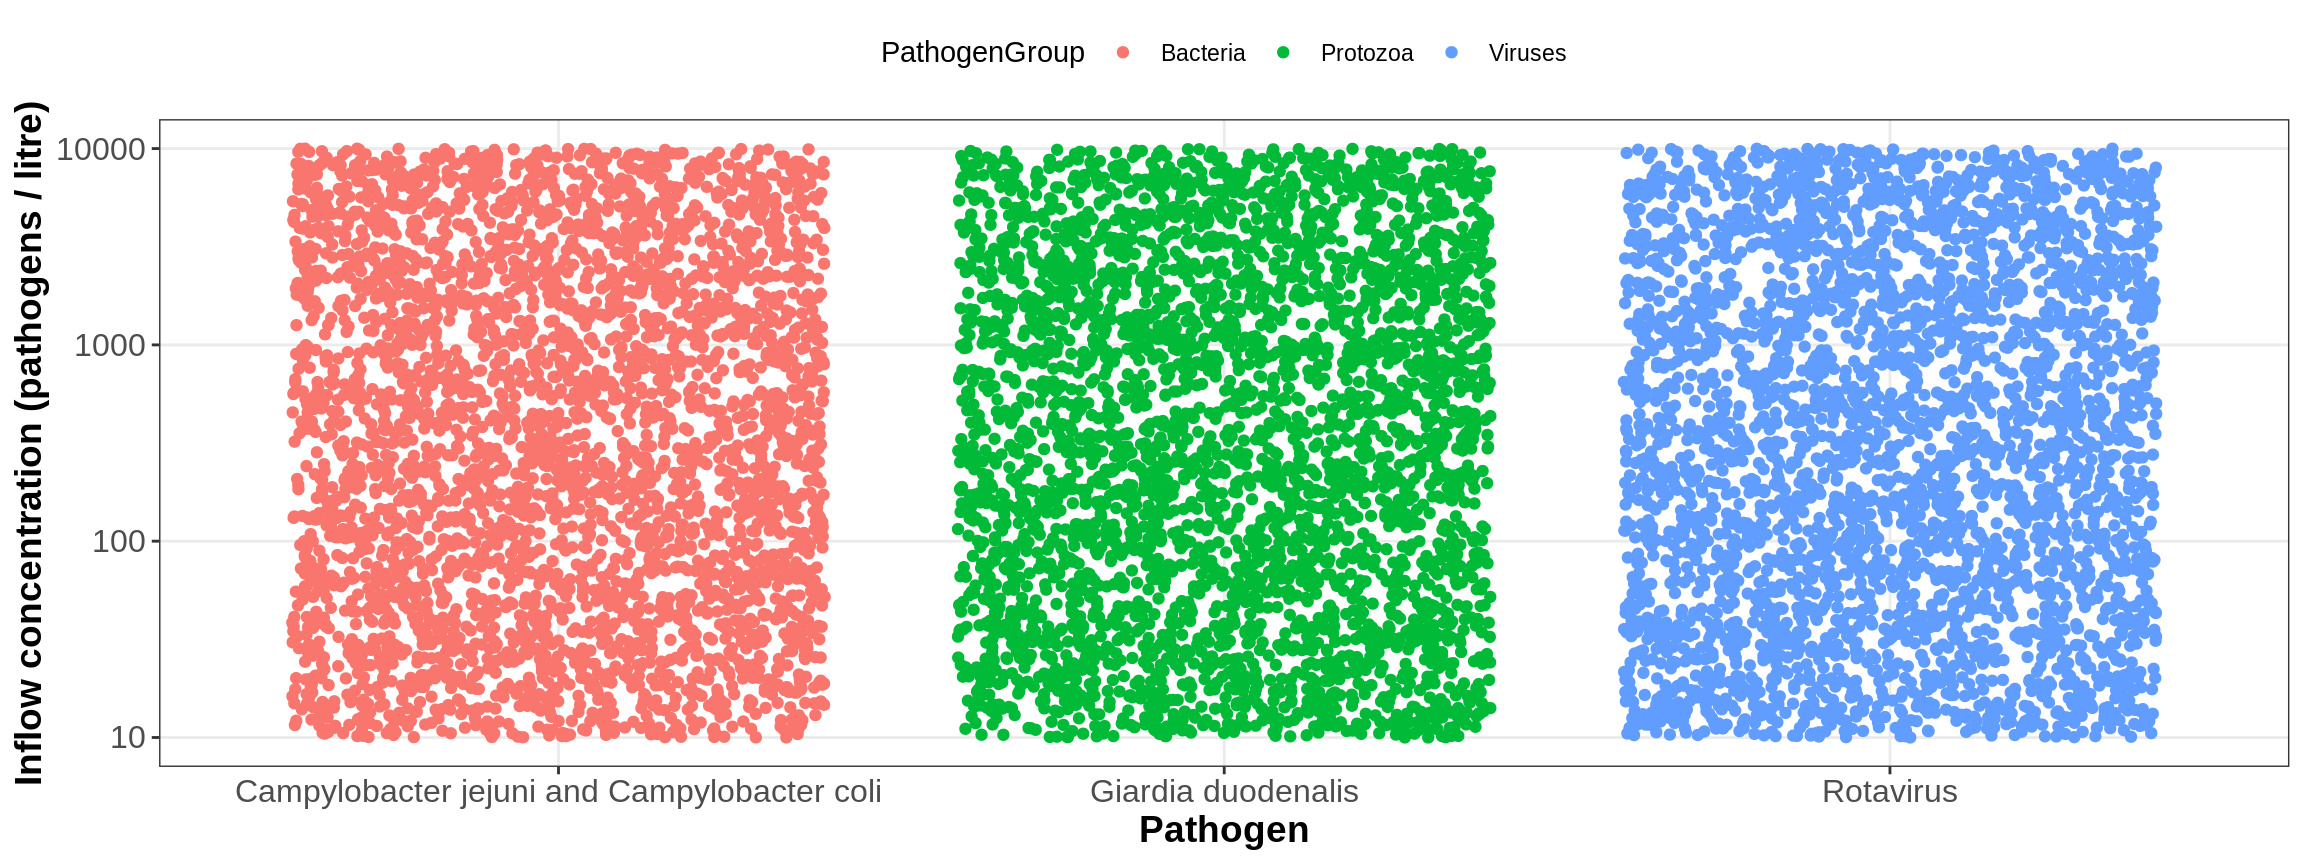 PathogenGroup Bacteria Protozoa Viruses
Inflow concentration (pathogens / litre)
10000
1000
100
10
Campylobacter jejuni and Campylobacter coli Giardia duodenalis Rotavirus
Pathogen